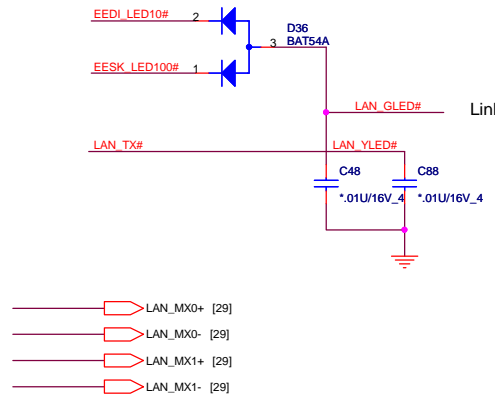 EEDI_LED10# 2
D36
BAT54A
3
EESK_LED100# 1
LAN_GLED#
LAN_TX#
LAN_YLED#
C48
*.01U/16V_4
C88
*.01U/16V_4
LAN_MX0+ [29]
LAN_MX0- [29]
LAN_MX1+ [29]
LAN_MX1- [29]